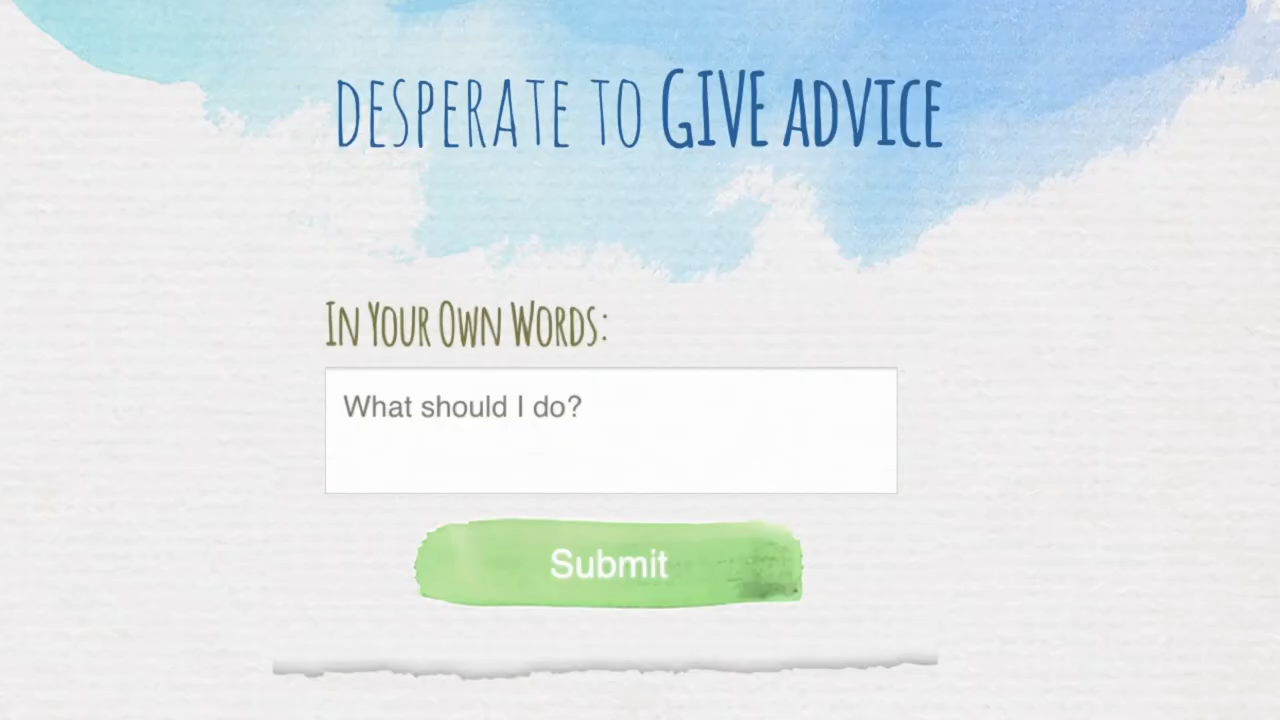 DESPERATE TO GIVE ADVICE
IN YOUR OWN WORDS:
What should I do?
Submit